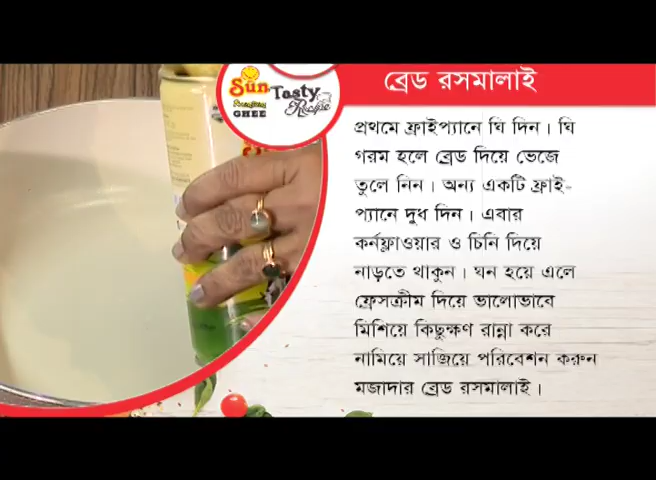 Sun
GHEE
Tasty
Recipe
ব্রেড রসমালাই
প্রথমে ফ্রাইপ্যানে ঘি দিন। ঘি
গরম হলে ব্রেড দিয়ে ভেজে
তুলে নিন। অন্য একটি ফ্রাই-
প্যানে দুধ দিন। এবার
কর্নফ্লাওয়ার ও চিনি দিয়ে
নাড়তে থাকুন। ঘন হয়ে এলে
ফ্রেসক্রীম দিয়ে ভালোভাবে
মিশিয়ে কিছুক্ষণ রান্না করে
নামিয়ে সাজিয়ে পরিবেশন করুন
মজাদার ব্রেড রসমালাই।